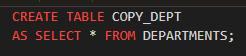 CREATE TABLE COPY_DEPT
AS SELECT * FROM DEPARTMENTS;